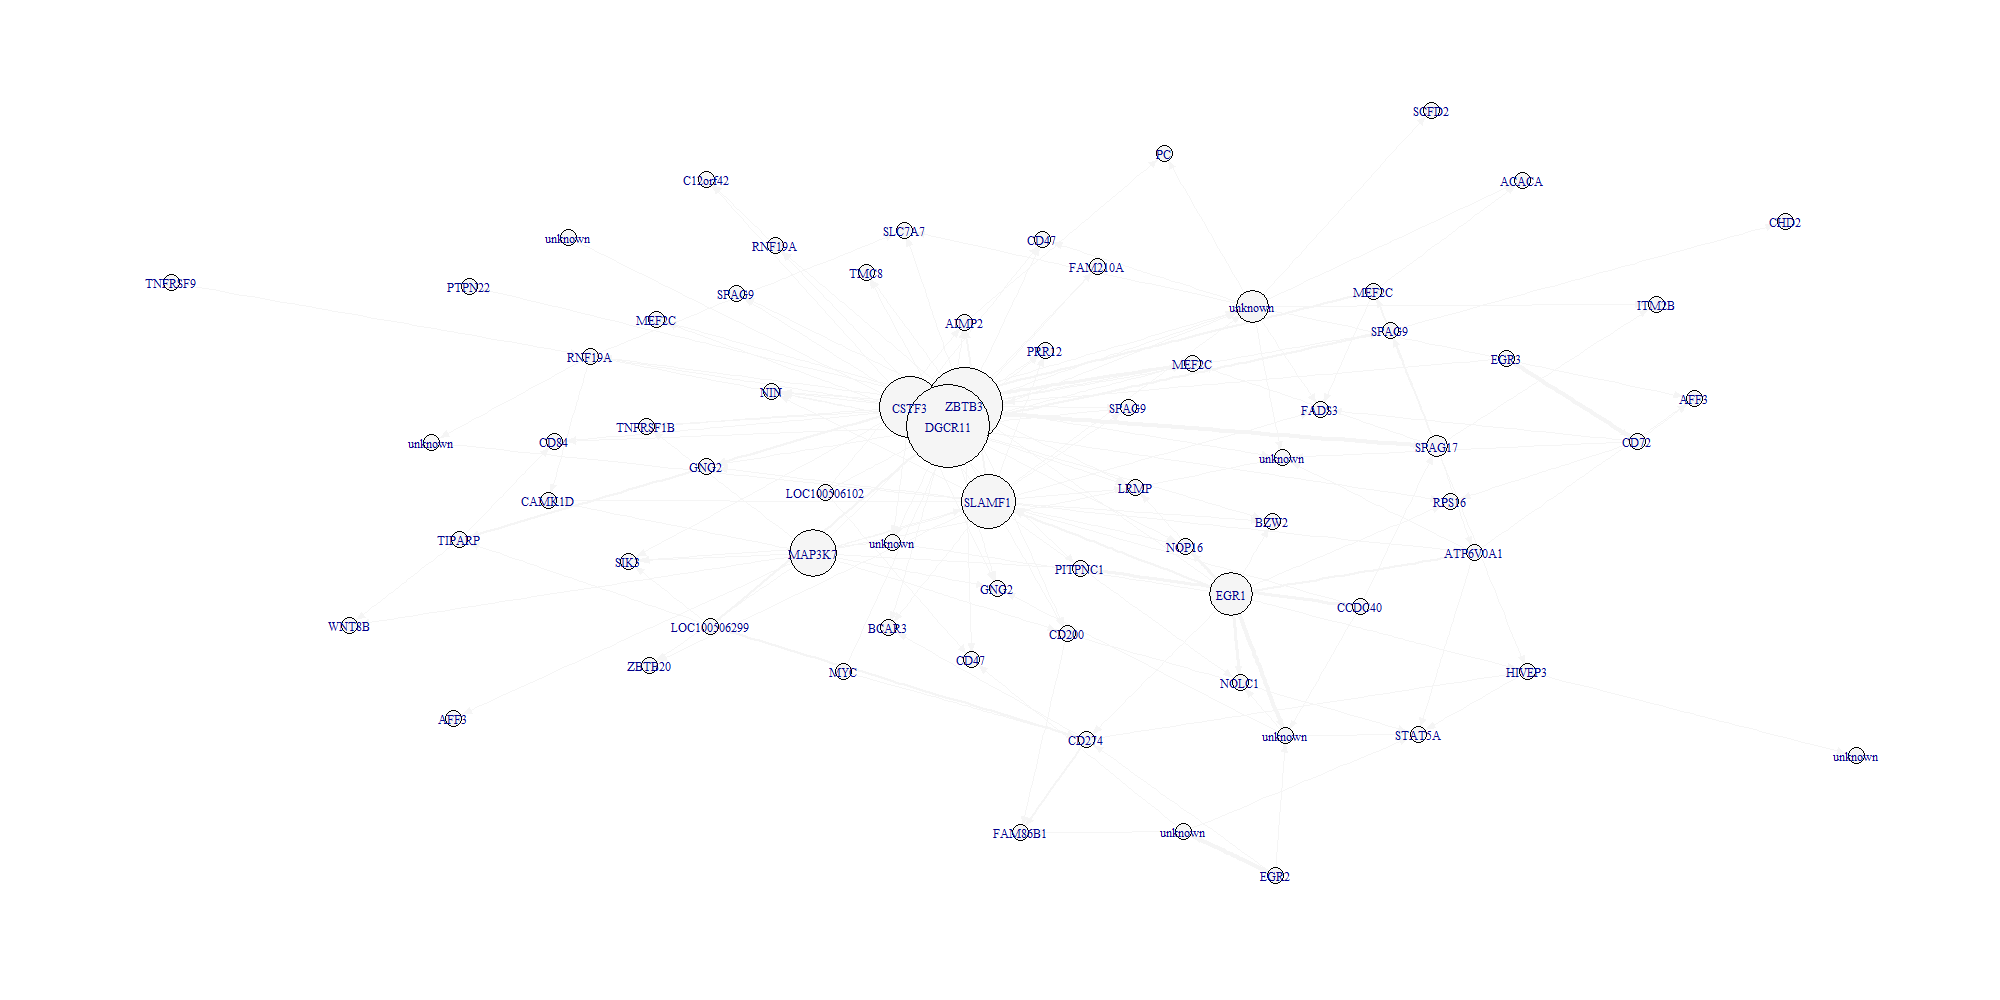 SCFD2
PC
C12orf42
ACACA
CHD2
SLC7A7
unknown
CD47
RNF19A
FAM210A
TMC8
TNFRSF9
PTPN22
SPAG9
MEF2C
ITM2B
unknown
MEF2C
AIMP2
SPAG9
PRR12
RNF19A
EGR3
MEF2C
NIN
AFF3
CSTF3
ZBTB3
SPAG9
FADS3
TNFRSF1B
DGCR11
unknown
CD84
CD72
SPAG17
unknown
GNG2
LRMP
LOC100506102
CAMK1D
SLAMF1
RPS16
BZW2
TIPARP
unknown
NOP16
MAP3K7
ATP6V0A1
SIK3
PITPNC1
GNG2
EGR1
CCDC40
WNT8B
LOC100506299
BCAR3
CD200
CD47
ZBTB20
MYC
HIVEP3
NOLC1
AFF3
STAT5A
unknown
CD274
unknown
FAM86B1
unknown
EGR2